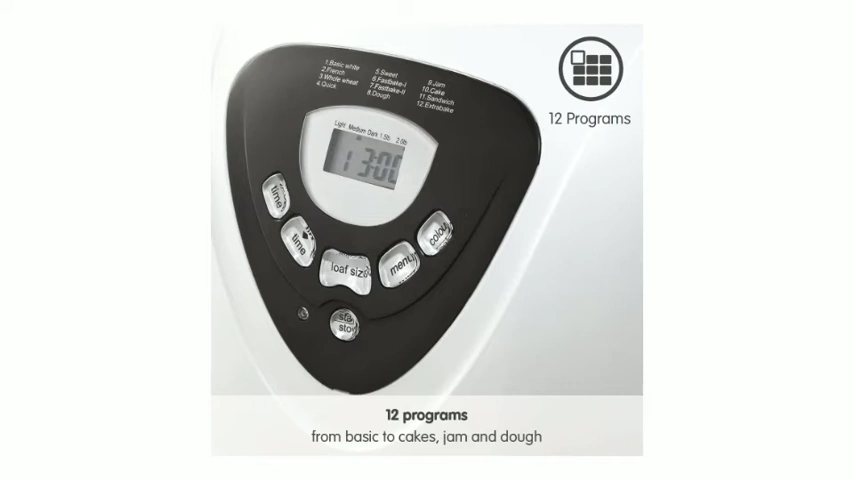 1.Basic white
2.French
3.Whole wheat
4.Quick
5.Sweet
6.Fastbake-I
7.Fastbake-II
8.Dough
9.Jam
10.Cake
11.Sandwich
12.Extrabake
12 Programs
Light Medium Dark 1.5lb 2.0lb
1 3:00
time
time
loaf size
menu
colour
12 programs
from basic to cakes, jam and dough